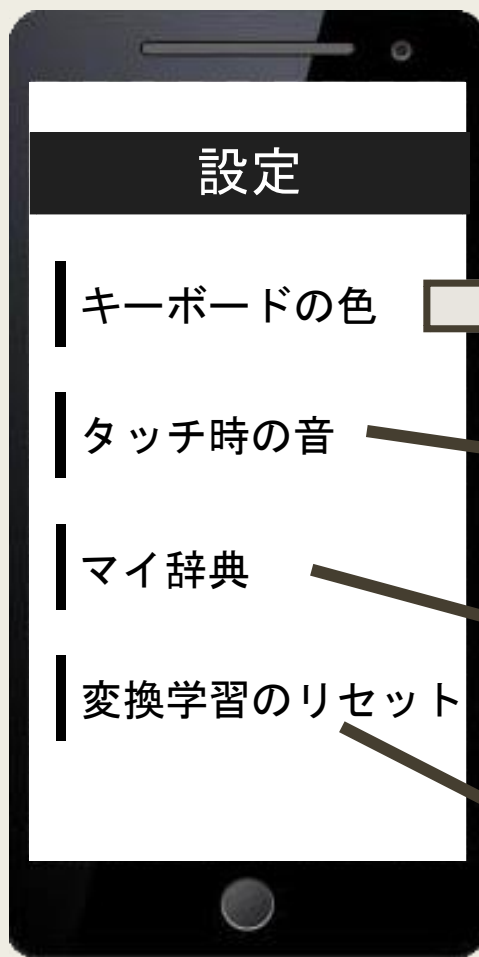 設定
キーボードの色
タッチ時の音
マイ辞典
変換学習のリセット